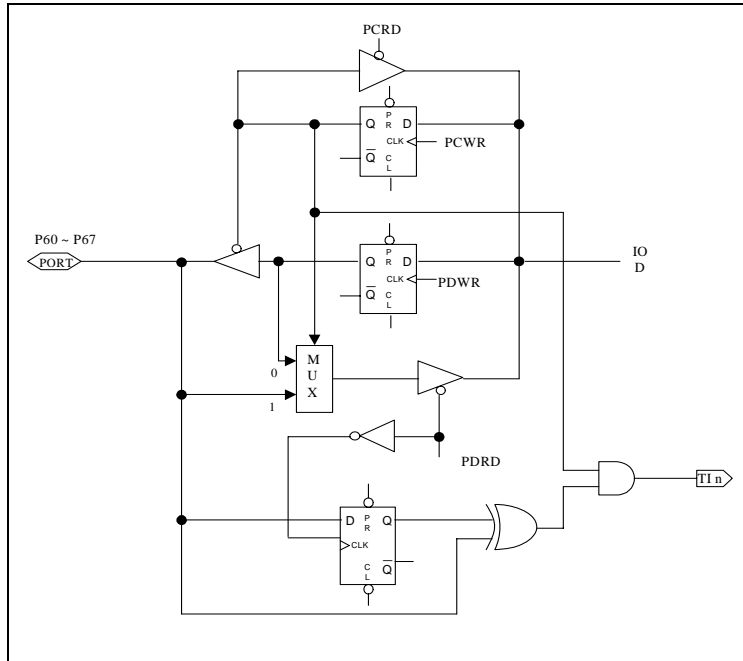 PCRD
P
R
Q D
CLK
PCWR
Q
C
L
P60 ~ P67
PORT
P
R
Q D
CLK
PDWR
Q
C
L
IO
D
0
1
M
U
X
PDRD
TI n
D P Q
R
CLK
C
L
Q